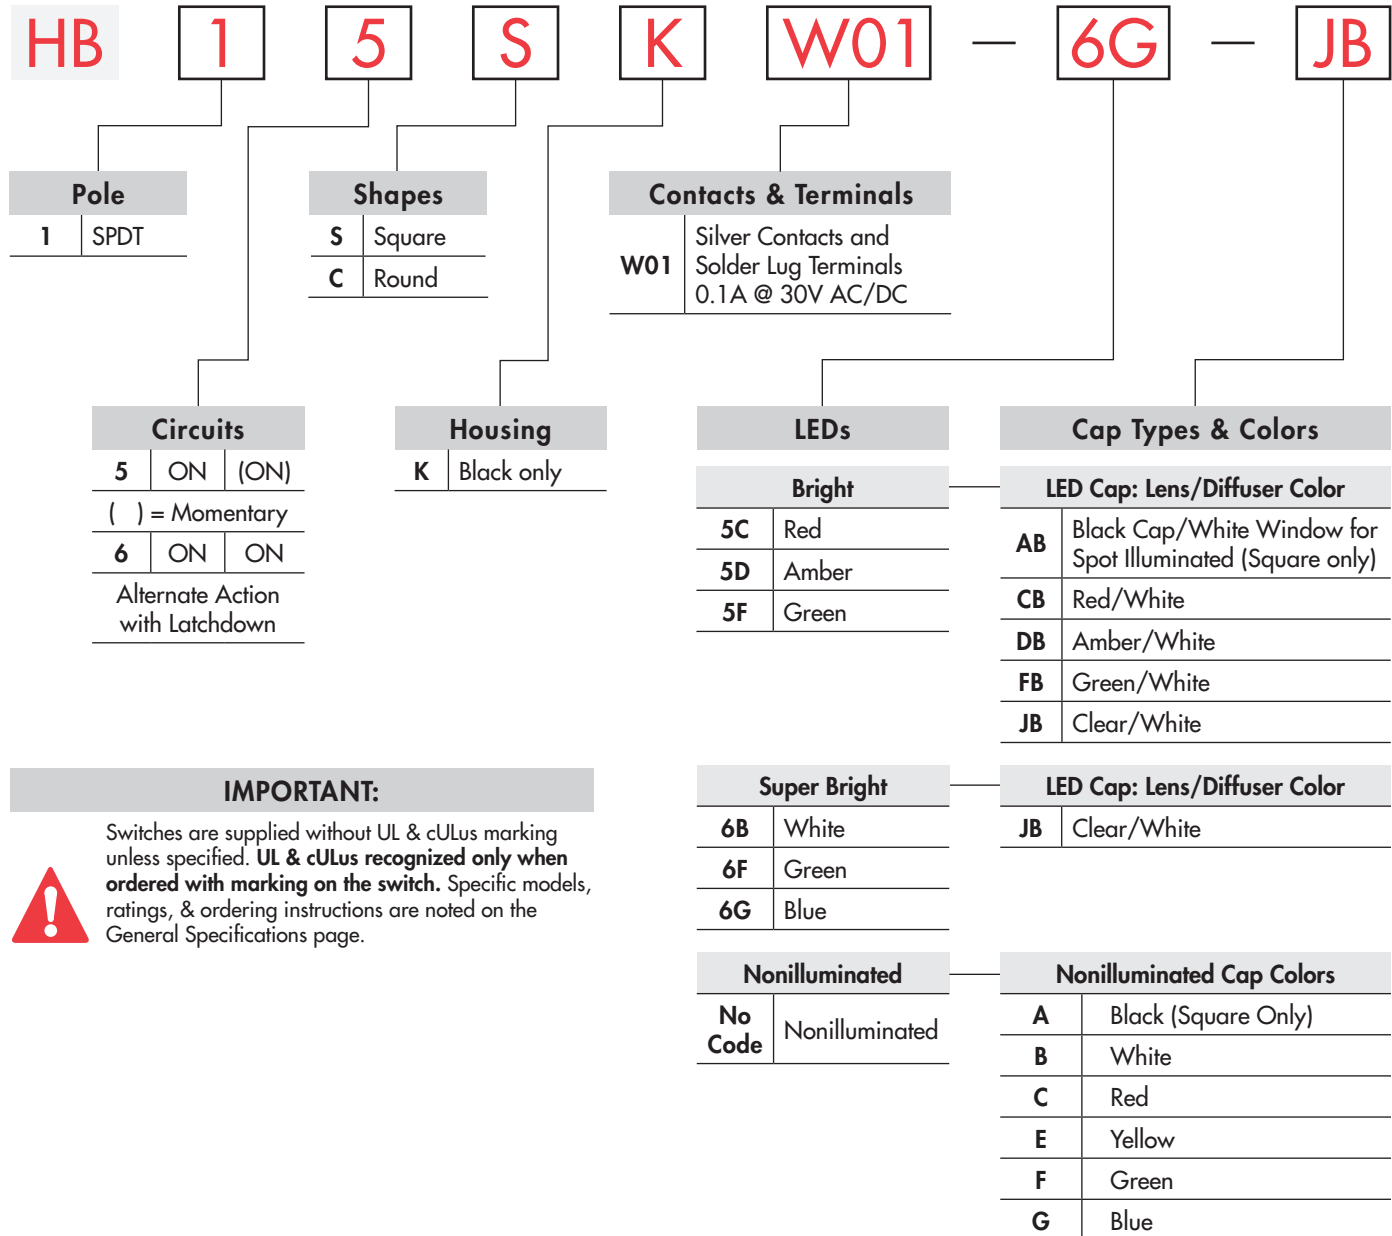 HB 1 5 S K W01 — 6G — JB
Pole
1 SPDT
Shapes
S Square
C Round
Contacts & Terminals
W01 Silver Contacts and
Solder Lug Terminals
0.1A @ 30V AC/DC
Circuits
5 ON (ON)
( ) = Momentary
6 ON ON
Alternate Action
with Latchdown
Housing
K Black only
LEDs
Bright
5C Red
5D Amber
5F Green
Super Bright
6B White
6F Green
6G Blue
Nonilluminated
No
Code Nonilluminated
Cap Types & Colors
LED Cap: Lens/Diffuser Color
AB Black Cap/White Window for
Spot Illuminated (Square only)
CB Red/White
DB Amber/White
FB Green/White
JB Clear/White
LED Cap: Lens/Diffuser Color
JB Clear/White
Nonilluminated Cap Colors
A Black (Square Only)
B White
C Red
E Yellow
F Green
G Blue
IMPORTANT:
Switches are supplied without UL & cULus marking
unless specified. UL & cULus recognized only when
ordered with marking on the switch. Specific models,
ratings, & ordering instructions are noted on the
General Specifications page.